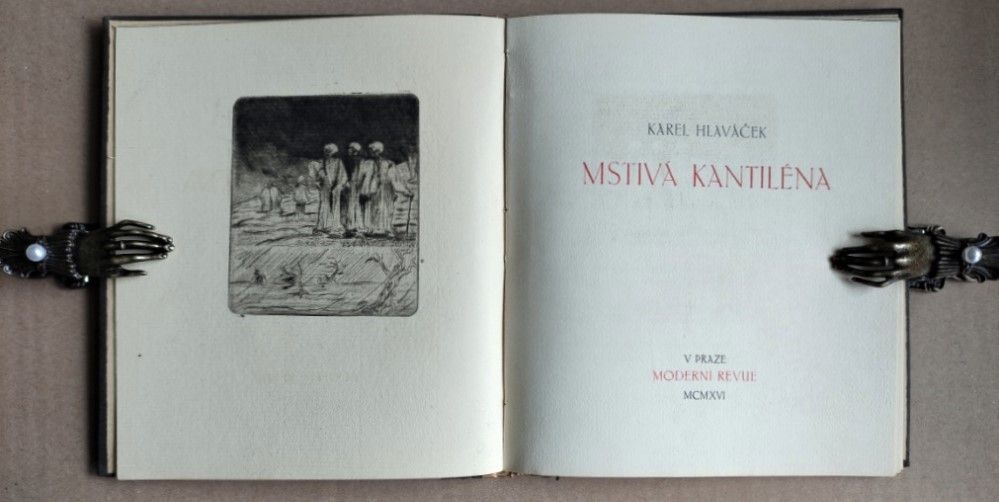 KAREL HLAVÁČEK
MSTIVÁ KANTILÉNA
V PRAZE
MODERNÍ REVUE
MCMXVI